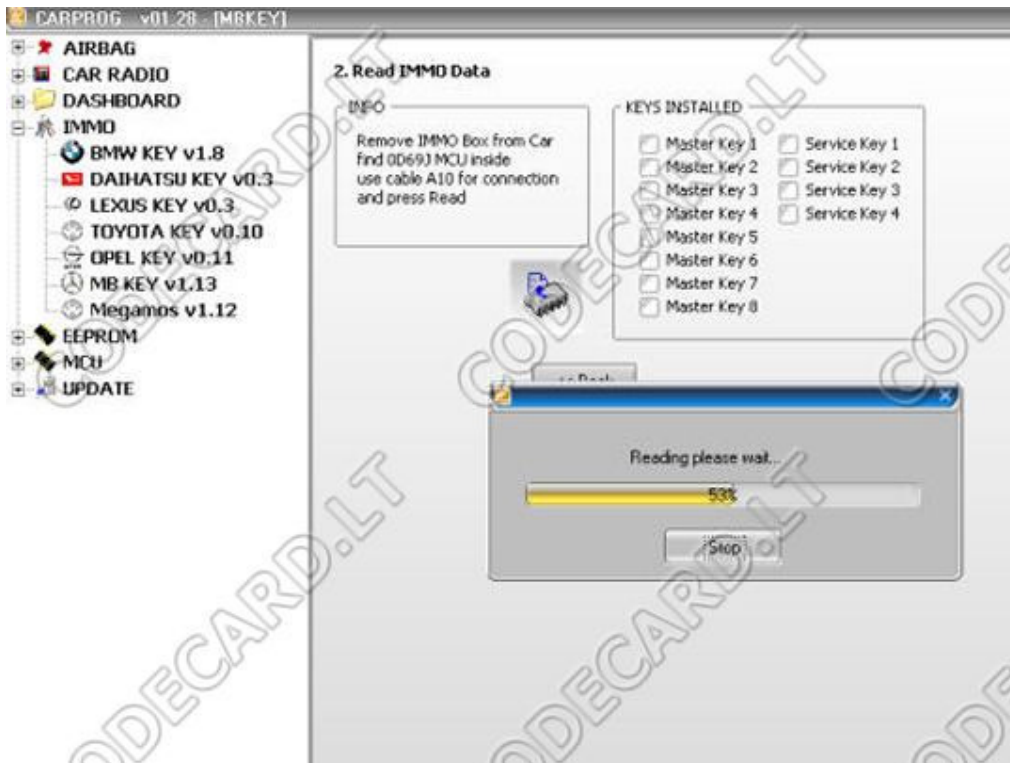 CARPROG v01.28 - [MBKEY]
AIRBAG
CAR RADIO
DASHBOARD
IMMO
BMW KEY v1.8
DAIHATSU KEY v0.3
LEXUS KEY v0.3
TOYOTA KEY v0.10
OPEL KEY v0.11
MB KEY v1.13
Megamos v1.12
EEPROM
MCU
UPDATE
2. Read IMMO Data
INFO
Remove IMMO Box from Car
find 0D69J MCU inside
use cable A10 for connection
and press Read
KEYS INSTALLED
Master Key 1 Service Key 1
Master Key 2 Service Key 2
Master Key 3 Service Key 3
Master Key 4 Service Key 4
Master Key 5
Master Key 6
Master Key 7
Master Key 8
<< Back
Reading please wait...
53%
Stop
CODECARD.LT
CODECARD.LT
CODECARD.LT
CODECARD.LT